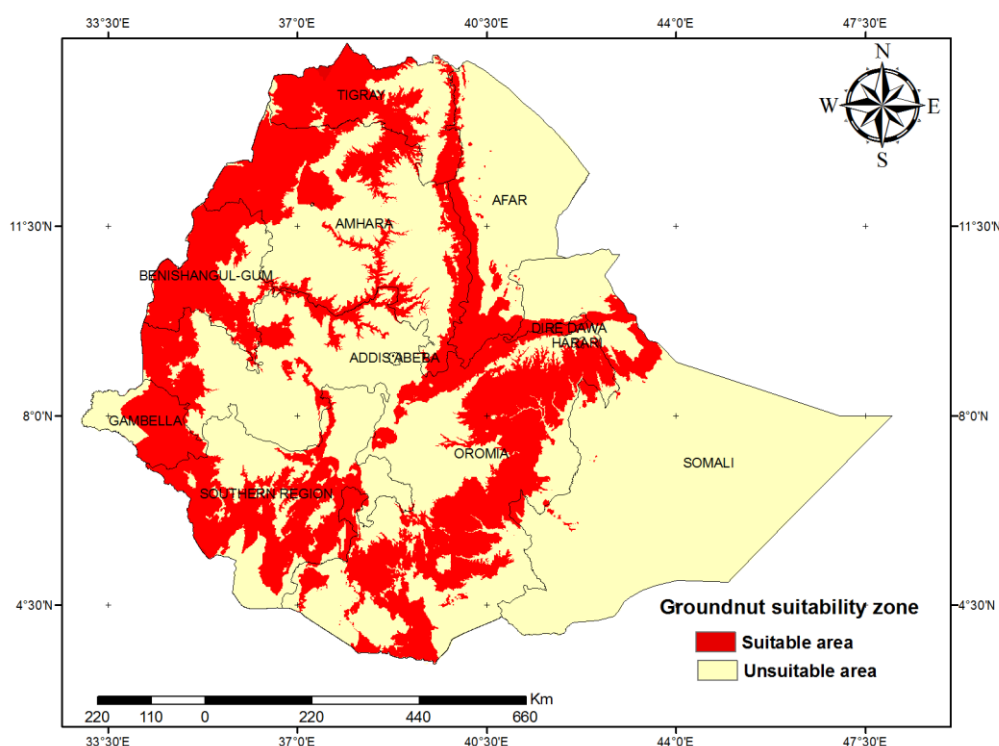 33°30'E 37°0'E 40°30'E 44°0'E 47°30'E
N
W E
S
TIGRAY
AFAR
11°30'N AMHARA 11°30'N
BENISHANGUL-GUM
DIRE DAWA
HARARI
ADDIS ABEBA
8°0'N 8°0'N
GAMBELLA
OROMIA
SOMALI
SOUTHERN REGION
4°30'N 4°30'N
Groundnut suitability zone
Suitable area
Unsuitable area
Km
220 110 0 220 440 660
33°30'E 37°0'E 40°30'E 44°0'E 47°30'E